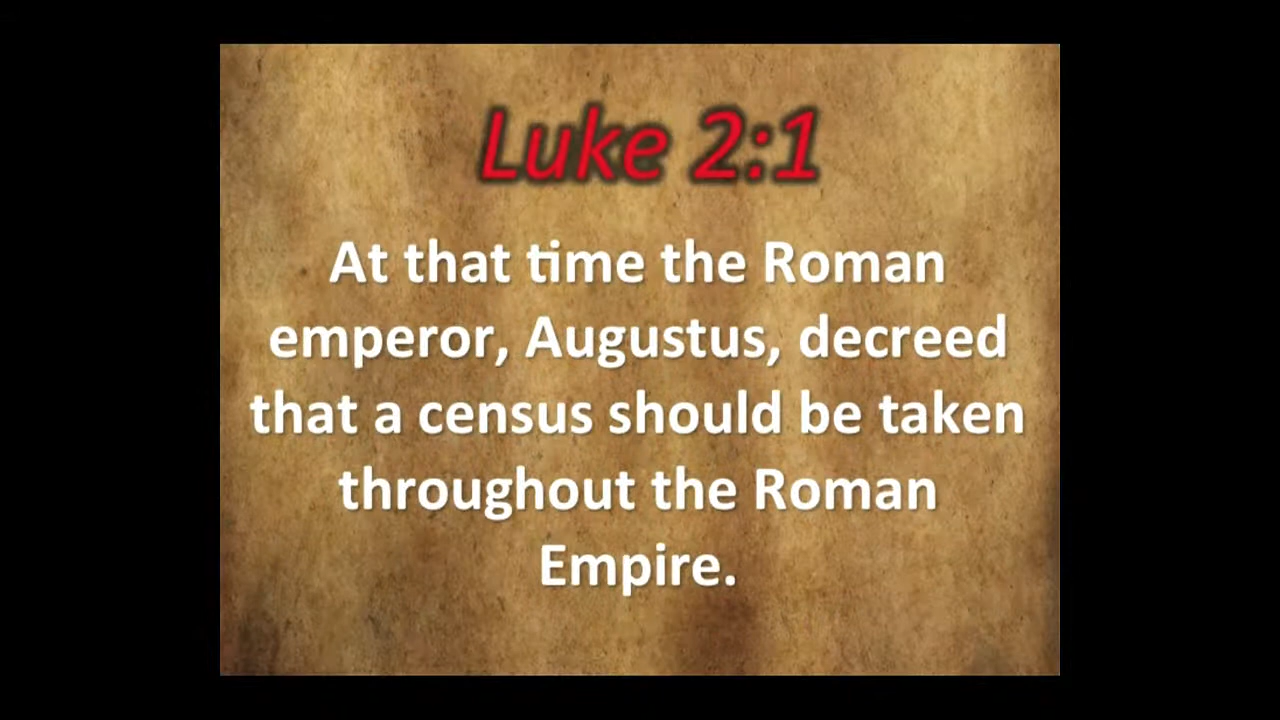 Luke 2:1
At that time the Roman
emperor, Augustus, decreed
that a census should be taken
throughout the Roman
Empire.